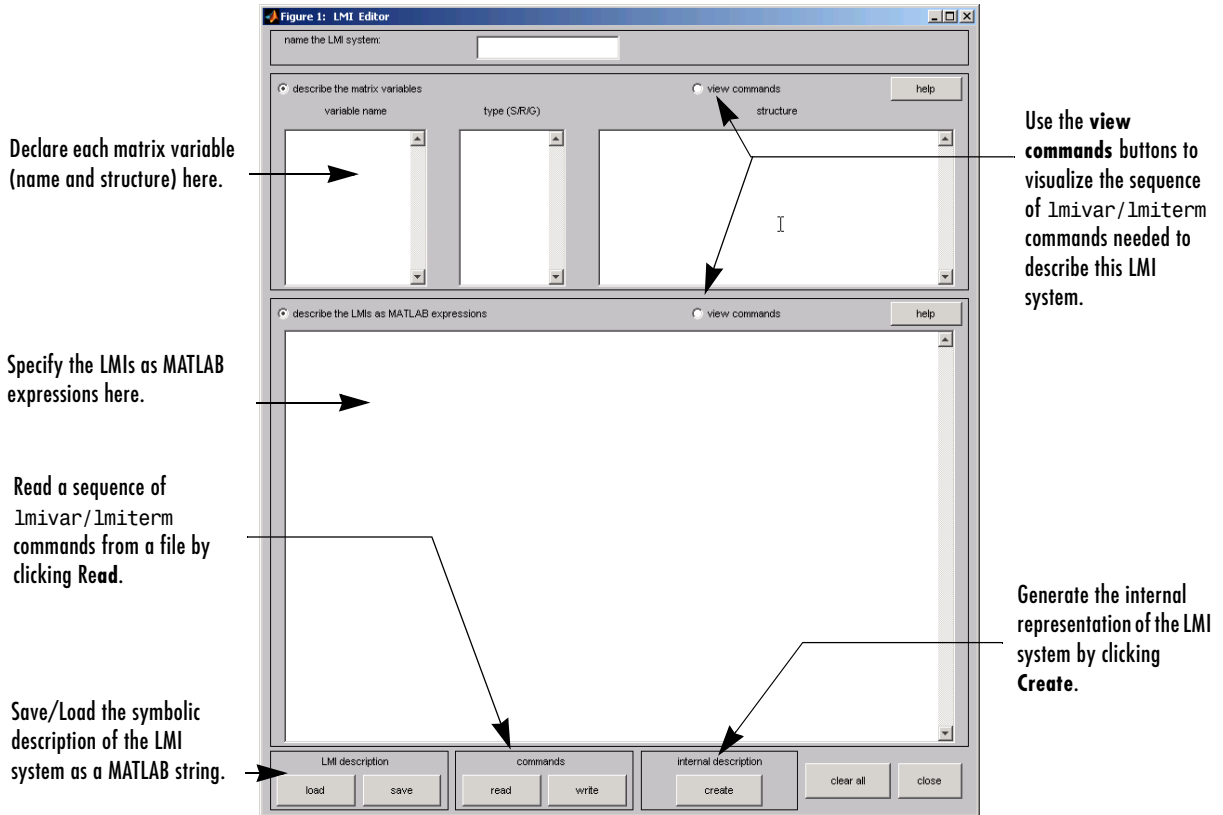 Figure 1: LMI Editor
name the LMI system:
describe the matrix variables
view commands
help
variable name
type (S/R/G)
structure
describe the LMIs as MATLAB expressions
view commands
help
LMI description
load
save
commands
read
write
internal description
create
clear all
close
Declare each matrix variable
(name and structure) here.
Specify the LMIs as MATLAB
expressions here.
Read a sequence of
lmivar/lmiterm
commands from a file by
clicking Read.
Save/Load the symbolic
description of the LMI
system as a MATLAB string.
Use the view
commands buttons to
visualize the sequence
of lmivar/lmiterm
commands needed to
describe this LMI
system.
Generate the internal
representation of the LMI
system by clicking
Create.